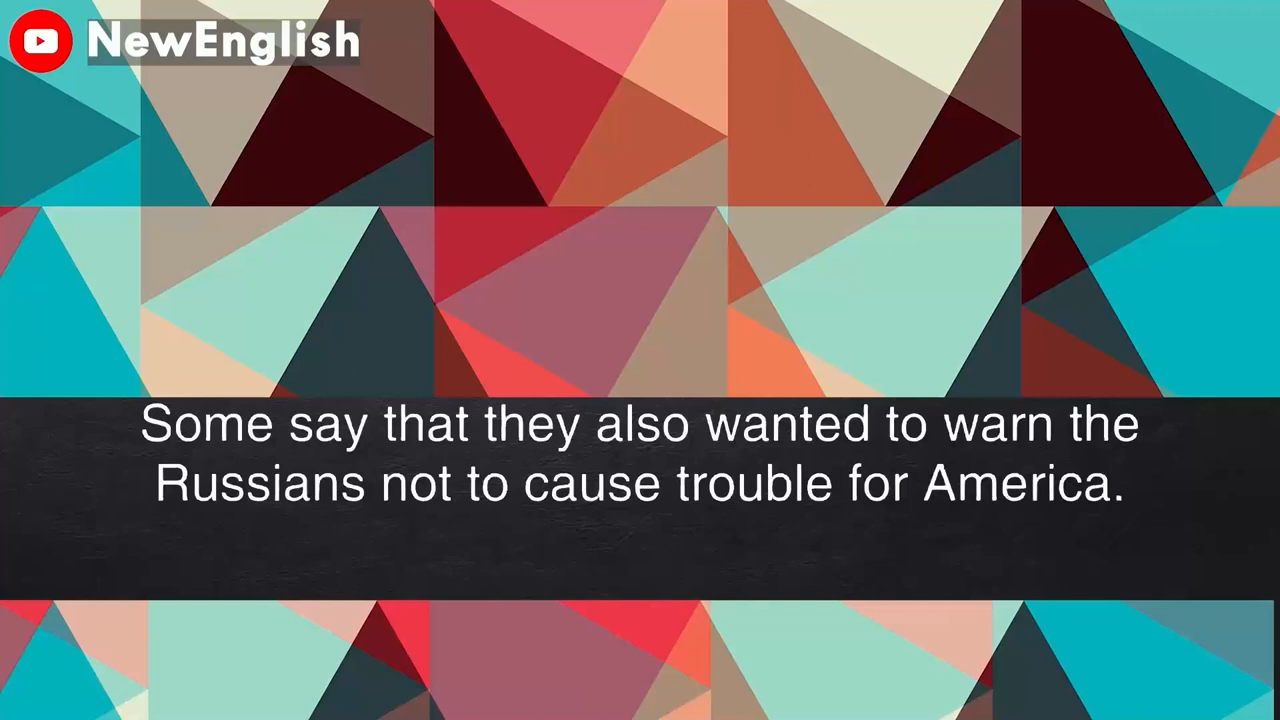 NewEnglish
Some say that they also wanted to warn the
Russians not to cause trouble for America.